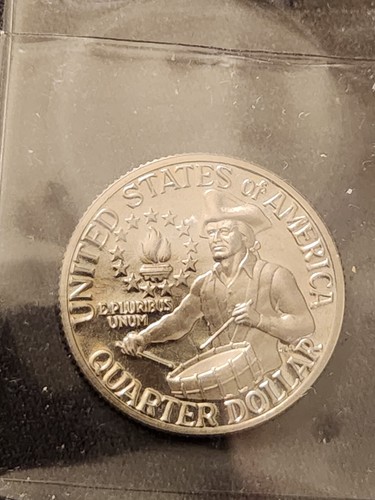 UNITED STATES of AMERICA
E PLURIBUS
UNUM
QUARTER DOLLAR